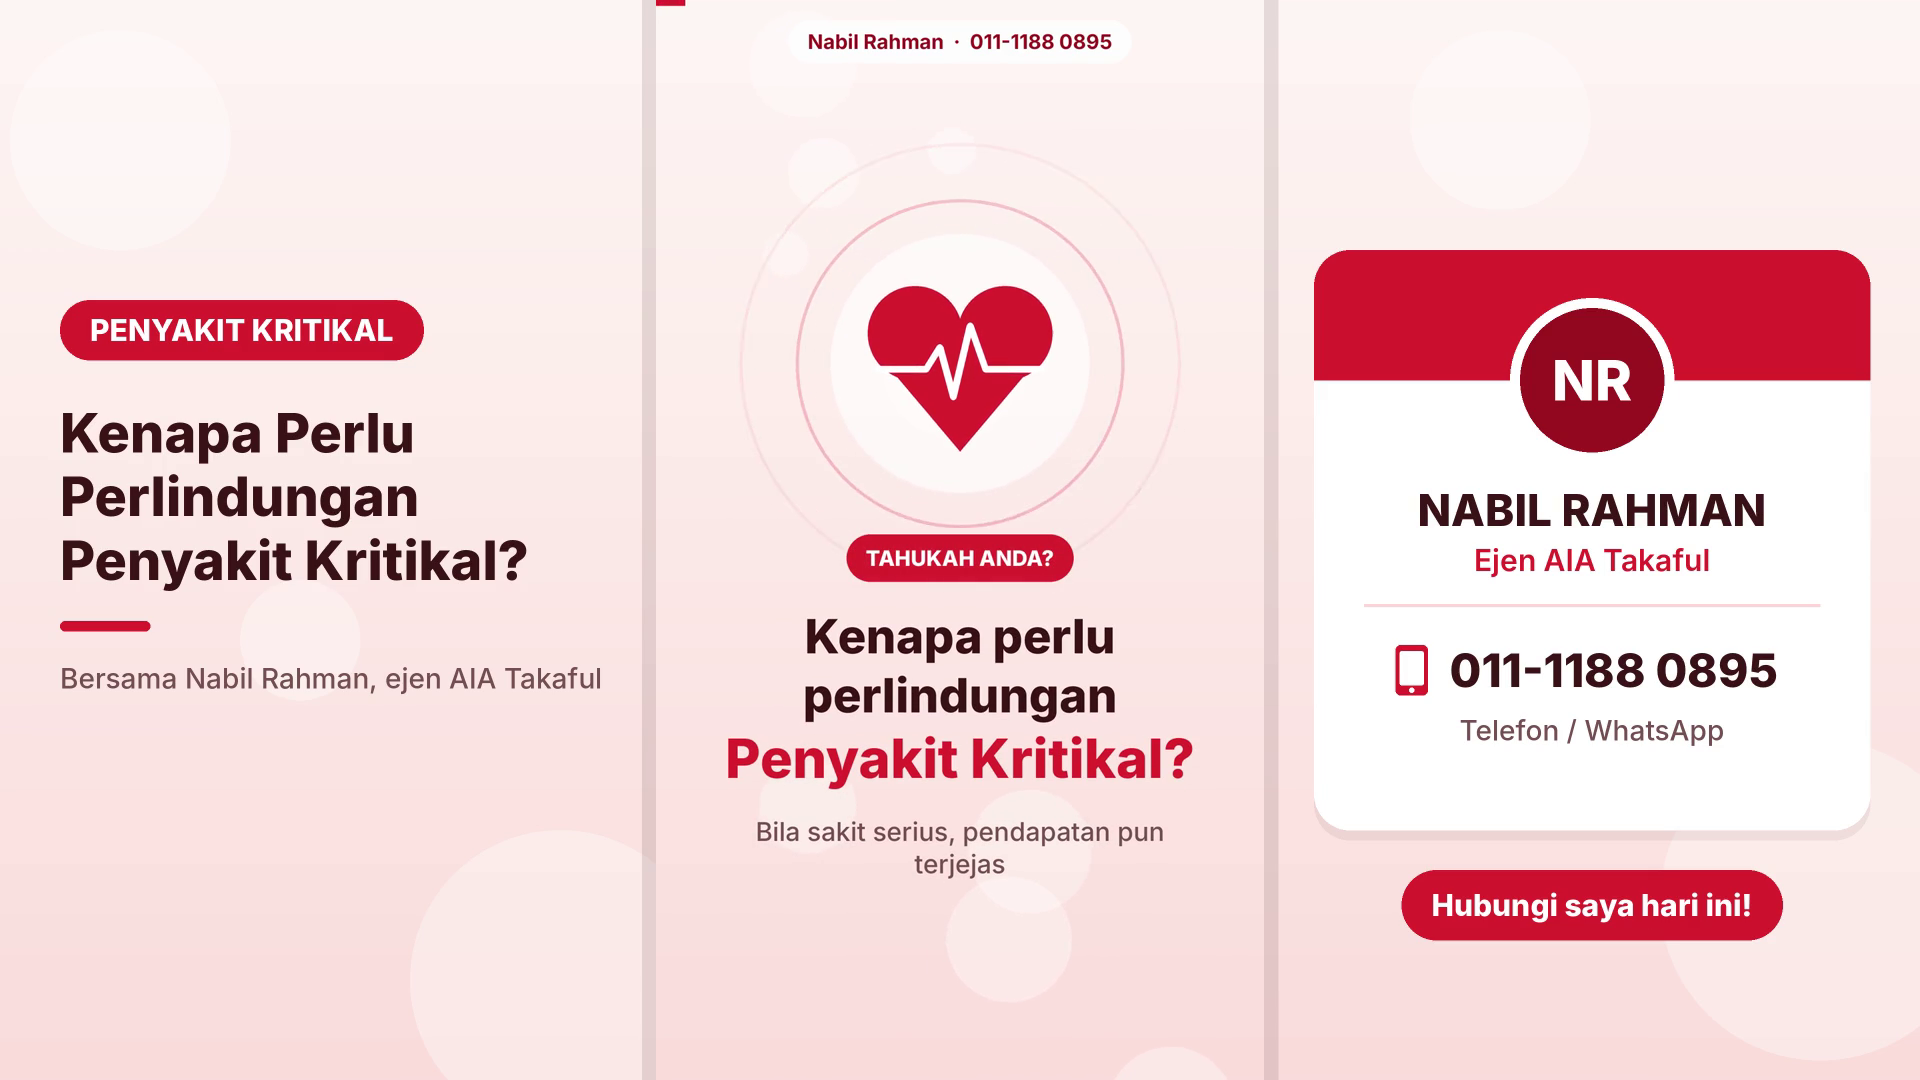 PENYAKIT KRITIKAL
Kenapa Perlu
Perlindungan
Penyakit Kritikal?
Bersama Nabil Rahman, ejen AIA Takaful
Nabil Rahman · 011-1188 0895
TAHUKAH ANDA?
Kenapa perlu
perlindungan
Penyakit Kritikal?
Bila sakit serius, pendapatan pun
terjejas
NR
NABIL RAHMAN
Ejen AIA Takaful
011-1188 0895
Telefon / WhatsApp
Hubungi saya hari ini!